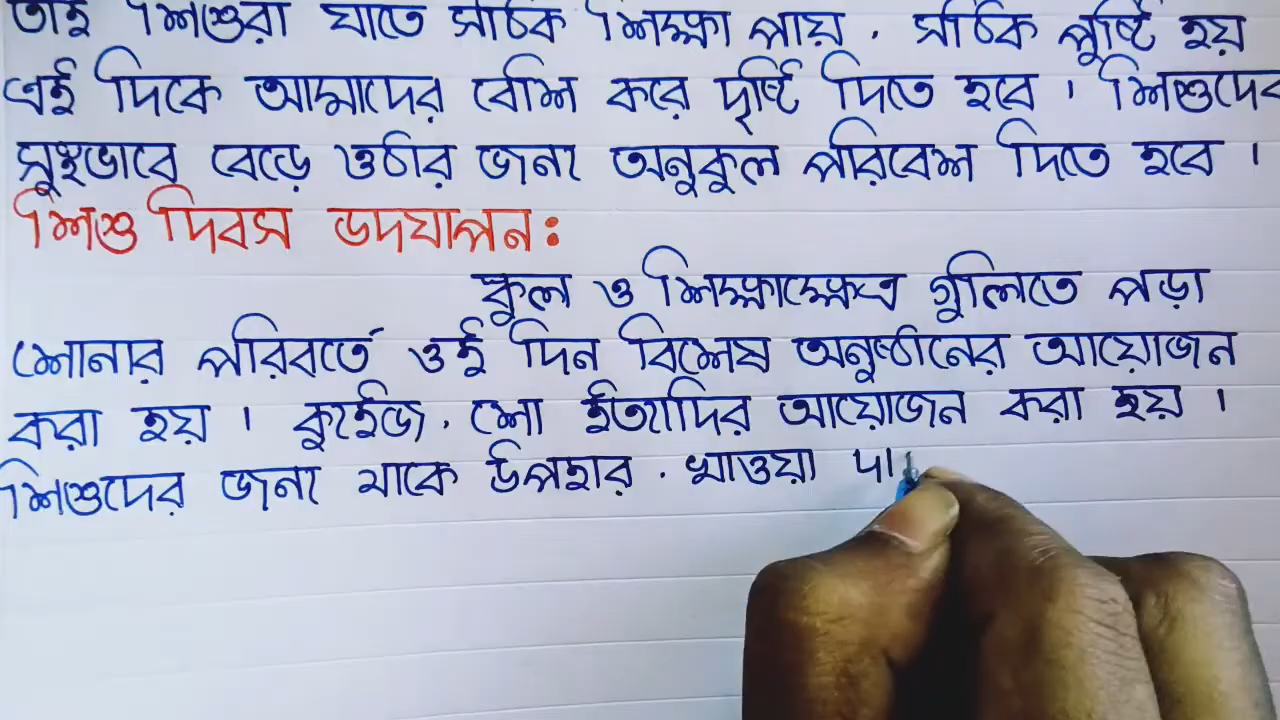 তাই শিশুরা যাতে সঠিক শিক্ষা পায়, সঠিক পুষ্টি হয়
এই দিকে আমাদের বেশি করে দৃষ্টি দিতে হবে। শিশুদের
সুস্থভাবে বেড়ে ওঠার জন্য অনুকুল পরিবেশ দিতে হবে।
শিশু দিবস উদযাপন:
স্কুল ও শিক্ষাক্ষেত্র গুলিতে পড়া
শোনার পরিবর্তে ওই দিন বিশেষ অনুষ্ঠানের আয়োজন
করা হয়। কুইজ, শো ইত্যাদির আয়োজন করা হয়।
শিশুদের জন্য থাকে উপহার, খাওয়া দা